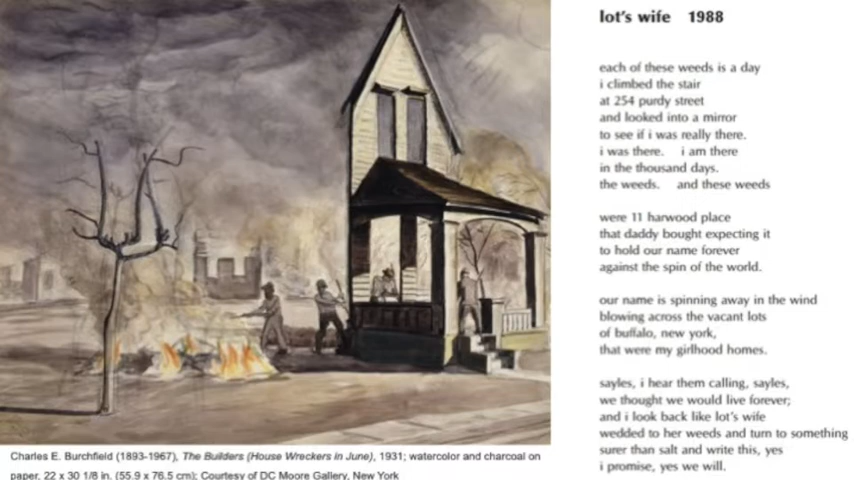 lot's wife 1988
each of these weeds is a day
i climbed the stair
at 254 purdy street
and looked into a mirror
to see if i was really there.
i was there. i am there
in the thousand days.
the weeds. and these weeds
were 11 harwood place
that daddy bought expecting it
to hold our name forever
against the spin of the world.
our name is spinning away in the wind
blowing across the vacant lots
of buffalo, new york,
that were my girlhood homes.
sayles, i hear them calling, sayles,
we thought we would live forever;
and i look back like lot's wife
wedded to her weeds and turn to something
surer than salt and write this, yes
i promise, yes we will.
Charles E. Burchfield (1893-1967), The Builders (House Wreckers in June), 1931; watercolor and charcoal on
paper, 22 x 30 1/8 in. (55.9 x 76.5 cm); Courtesy of DC Moore Gallery, New York